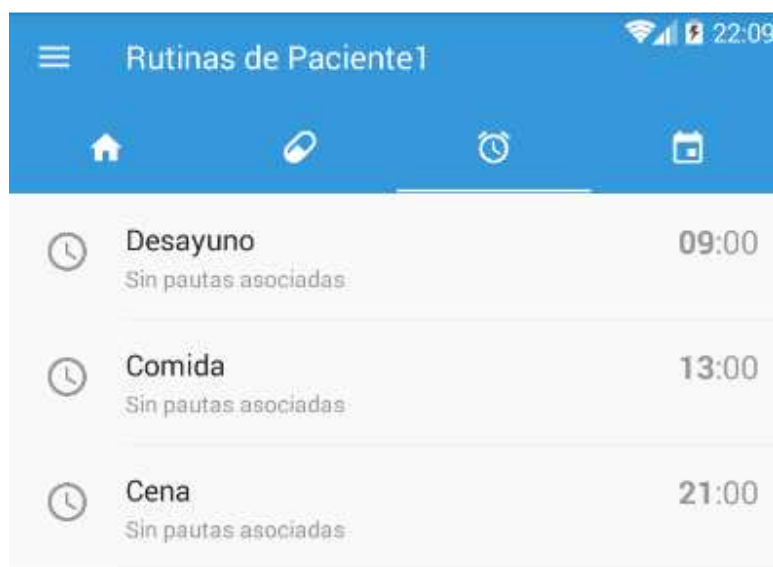 22:09
Rutinas de Paciente1
Desayuno 09:00
Sin pautas asociadas
Comida 13:00
Sin pautas asociadas
Cena 21:00
Sin pautas asociadas